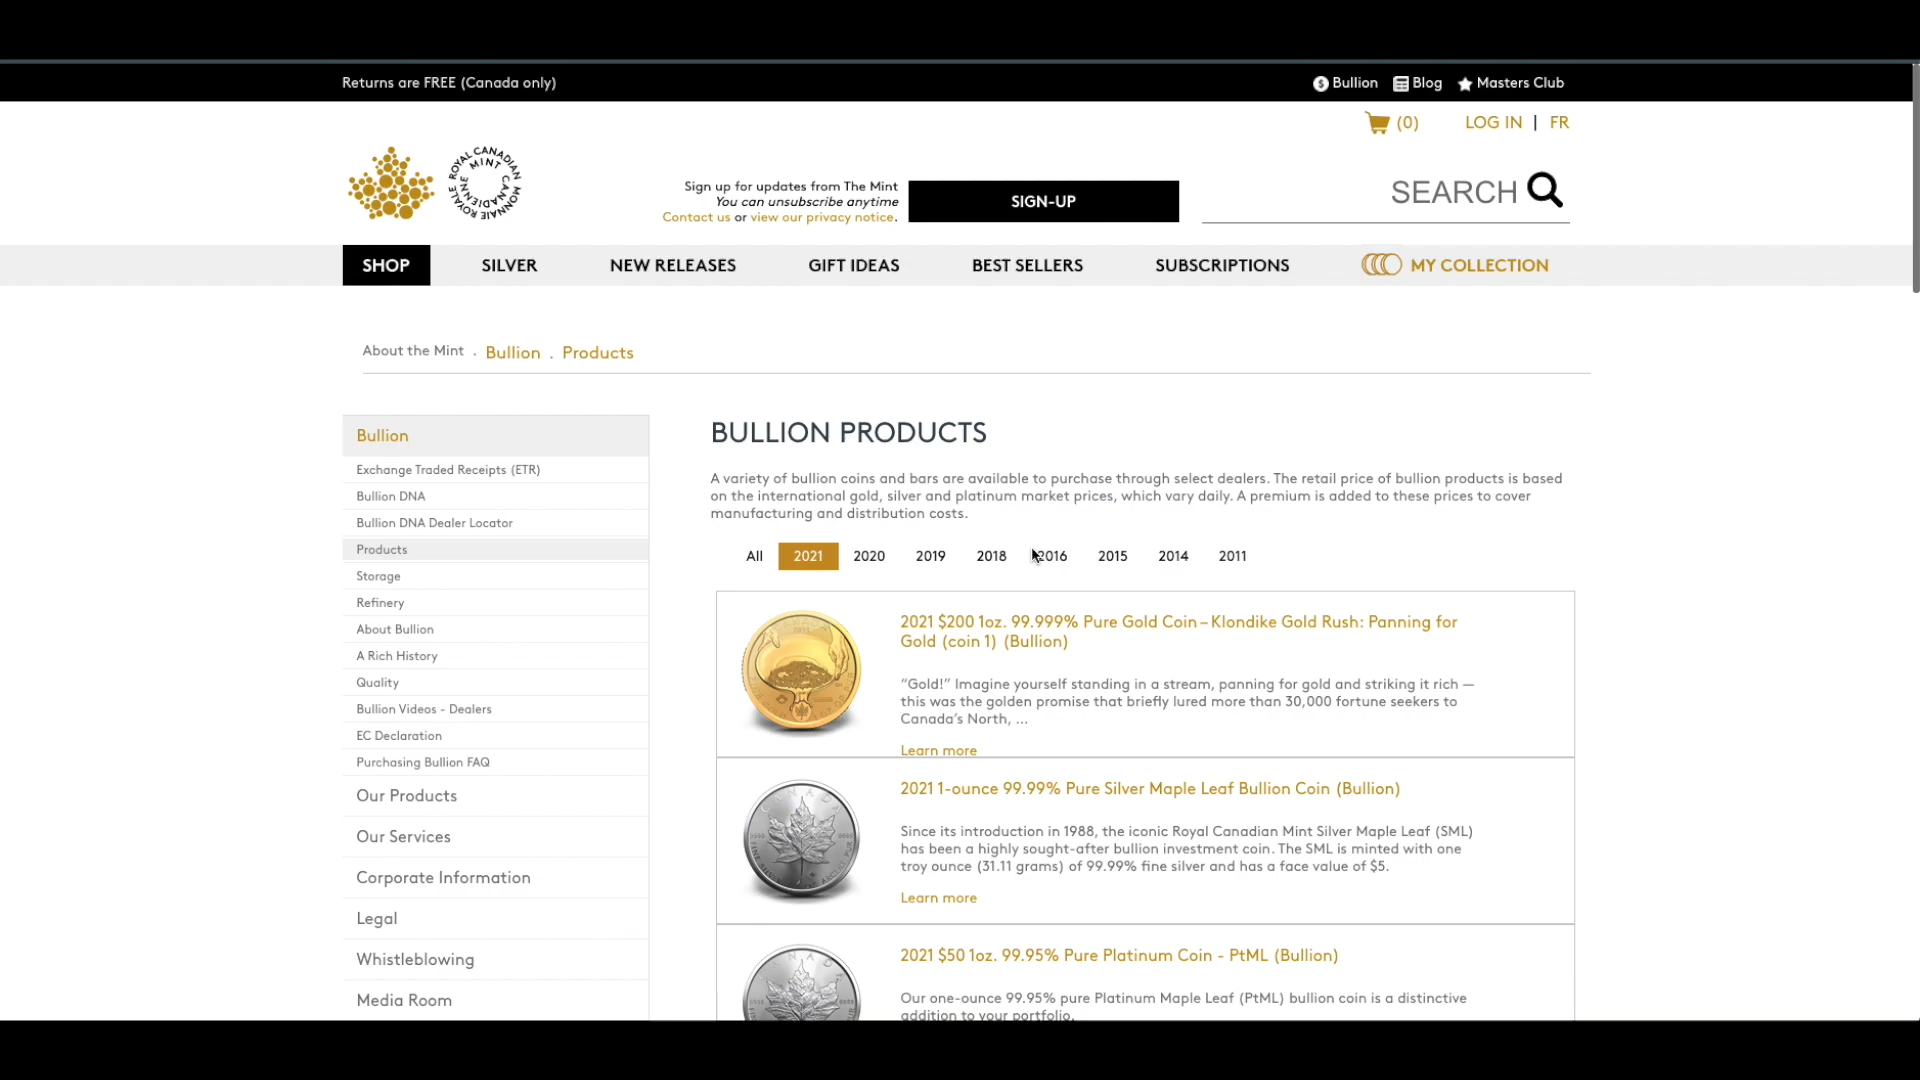 Returns are FREE (Canada only)
Bullion
Blog
Masters Club
(0)
LOG IN | FR
ROYAL CANADIAN MINT
MONNAIE ROYALE CANADIENNE
Sign up for updates from The Mint
You can unsubscribe anytime
Contact us or view our privacy notice.
SIGN-UP
SEARCH
SHOP
SILVER
NEW RELEASES
GIFT IDEAS
BEST SELLERS
SUBSCRIPTIONS
MY COLLECTION
About the Mint . Bullion . Products
Bullion
Exchange Traded Receipts (ETR)
Bullion DNA
Bullion DNA Dealer Locator
Products
Storage
Refinery
About Bullion
A Rich History
Quality
Bullion Videos - Dealers
EC Declaration
Purchasing Bullion FAQ
Our Products
Our Services
Corporate Information
Legal
Whistleblowing
Media Room
BULLION PRODUCTS
A variety of bullion coins and bars are available to purchase through select dealers. The retail price of bullion products is based
on the international gold, silver and platinum market prices, which vary daily. A premium is added to these prices to cover
manufacturing and distribution costs.
All 2021 2020 2019 2018 2016 2015 2014 2011
2021 $200 1oz. 99.999% Pure Gold Coin – Klondike Gold Rush: Panning for
Gold (coin 1) (Bullion)
“Gold!” Imagine yourself standing in a stream, panning for gold and striking it rich —
this was the golden promise that briefly lured more than 30,000 fortune seekers to
Canada’s North, ...
Learn more
2021 1-ounce 99.99% Pure Silver Maple Leaf Bullion Coin (Bullion)
Since its introduction in 1988, the iconic Royal Canadian Mint Silver Maple Leaf (SML)
has been a highly sought-after bullion investment coin. The SML is minted with one
troy ounce (31.11 grams) of 99.99% fine silver and has a face value of $5.
Learn more
2021 $50 1oz. 99.95% Pure Platinum Coin - PtML (Bullion)
Our one-ounce 99.95% pure Platinum Maple Leaf (PtML) bullion coin is a distinctive
addition to your portfolio.